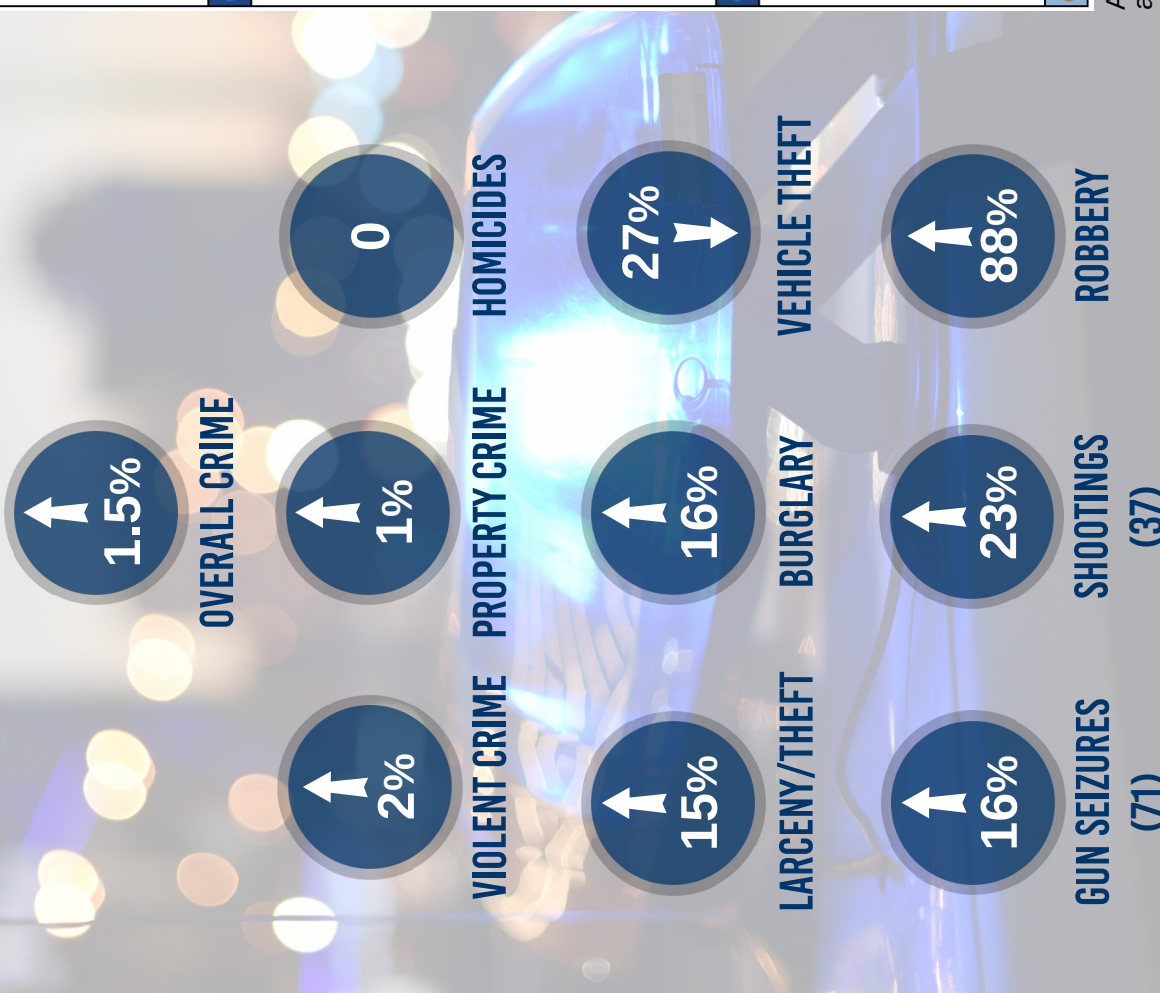 1.5%
OVERALL CRIME
2%
VIOLENT CRIME
1%
PROPERTY CRIME
0
HOMICIDES
15%
LARCENY/THEFT
16%
BURGLARY
27%
VEHICLE THEFT
16%
GUN SEIZURES
(71)
23%
SHOOTINGS
(37)
88%
ROBBERY